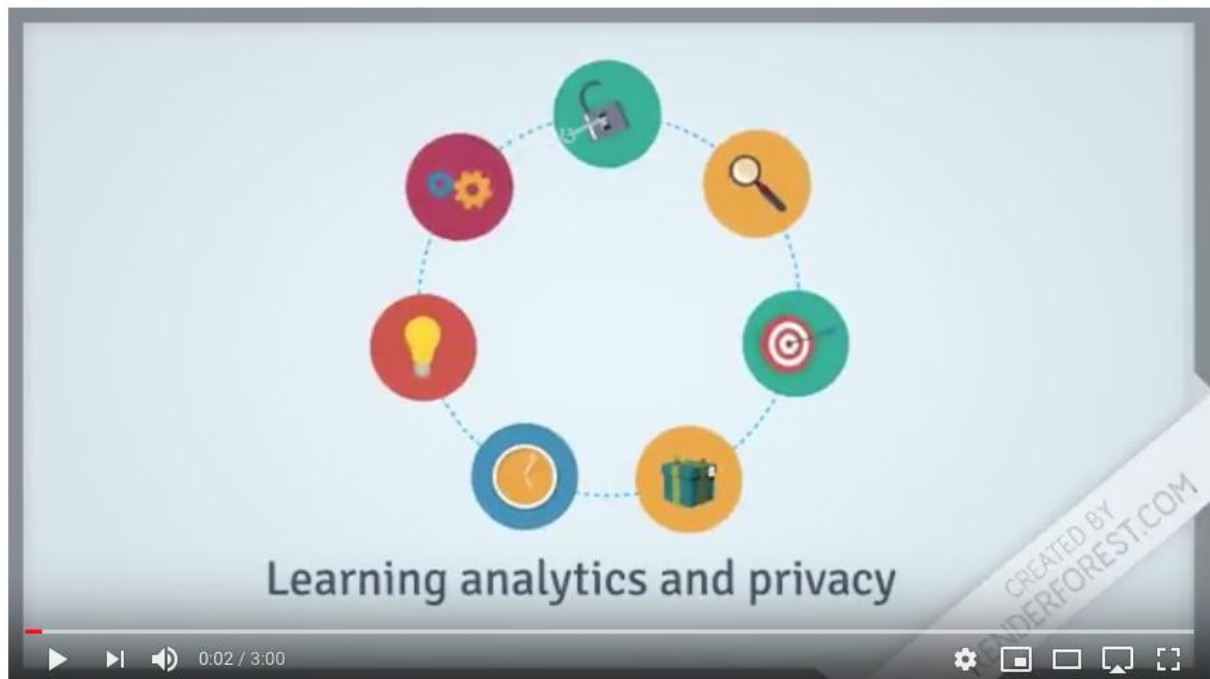 Learning analytics and privacy
CREATED BY
RENDERFOREST.COM
0:02 / 3:00